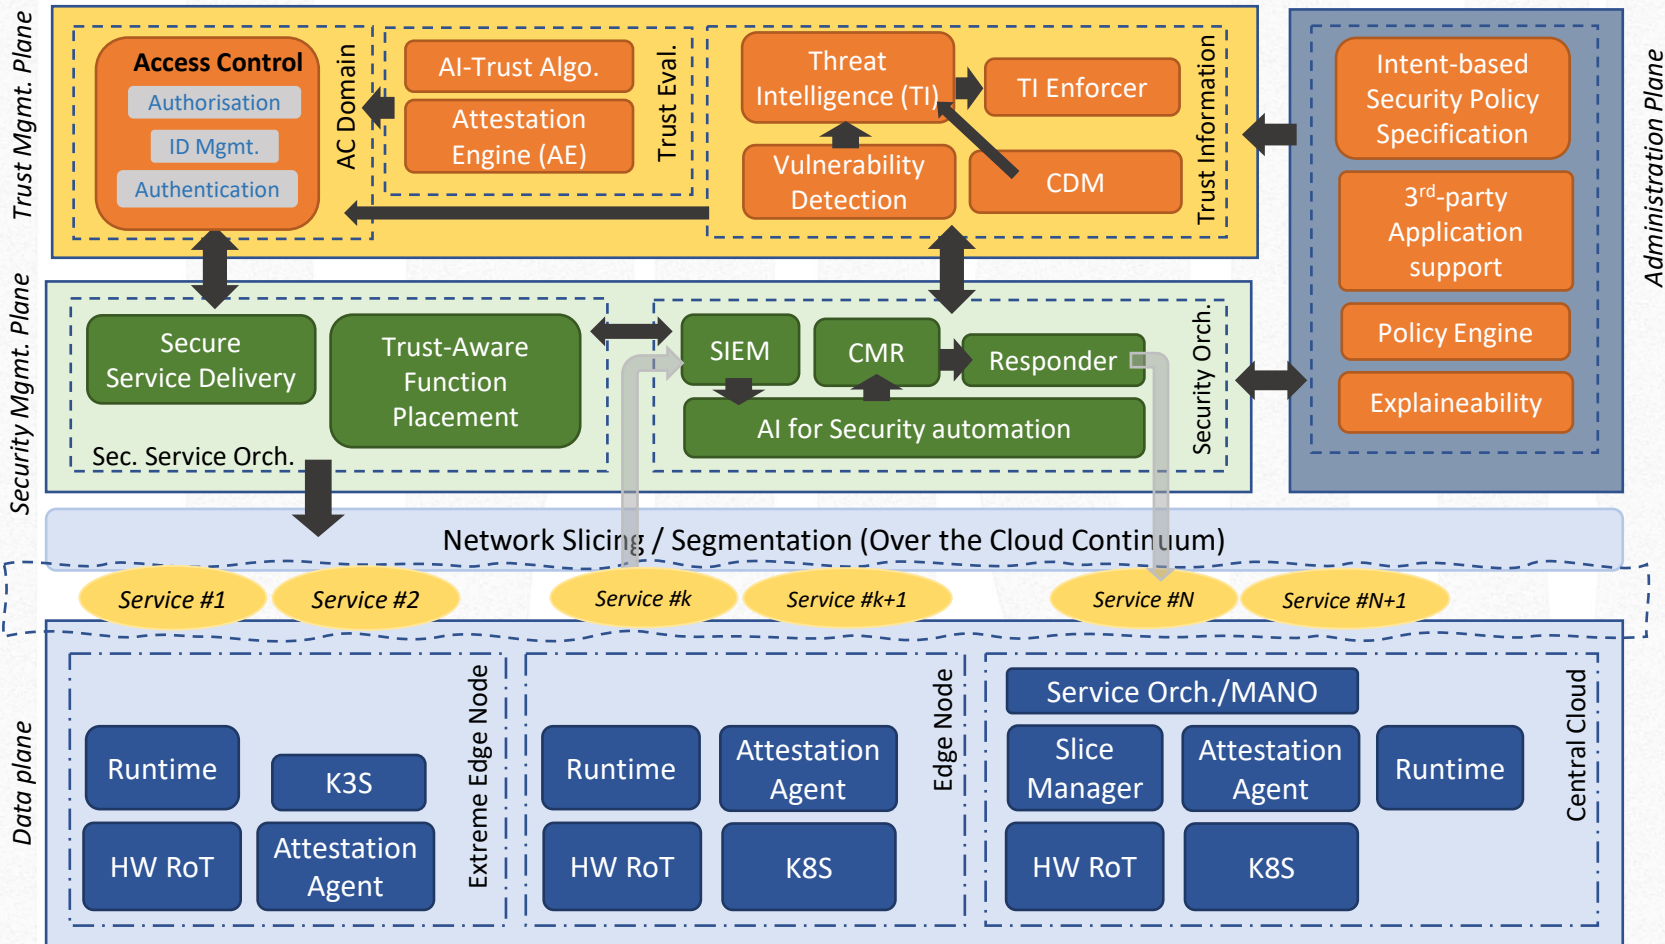 Trust Mgmt. Plane
Access Control
Authorisation
ID Mgmt.
Authentication
AC Domain
AI-Trust Algo.
Attestation
Engine (AE)
Trust Eval.
Threat
Intelligence (TI)
TI Enforcer
Vulnerability
Detection
CDM
Trust Information
Intent-based
Security Policy
Specification
3rd-party
Application
support
Policy Engine
Explaineability
Administration Plane
Security Mgmt. Plane
Secure
Service Delivery
Trust-Aware
Function
Placement
Sec. Service Orch.
SIEM
CMR
Responder
AI for Security automation
Security Orch.
Network Slicing / Segmentation (Over the Cloud Continuum)
Service #1
Service #2
Service #k
Service #k+1
Service #N
Service #N+1
Data plane
Runtime
K3S
HW RoT
Attestation
Agent
Extreme Edge Node
Runtime
Attestation
Agent
HW RoT
K8S
Edge Node
Service Orch./MANO
Slice
Manager
Attestation
Agent
Runtime
HW RoT
K8S
Central Cloud